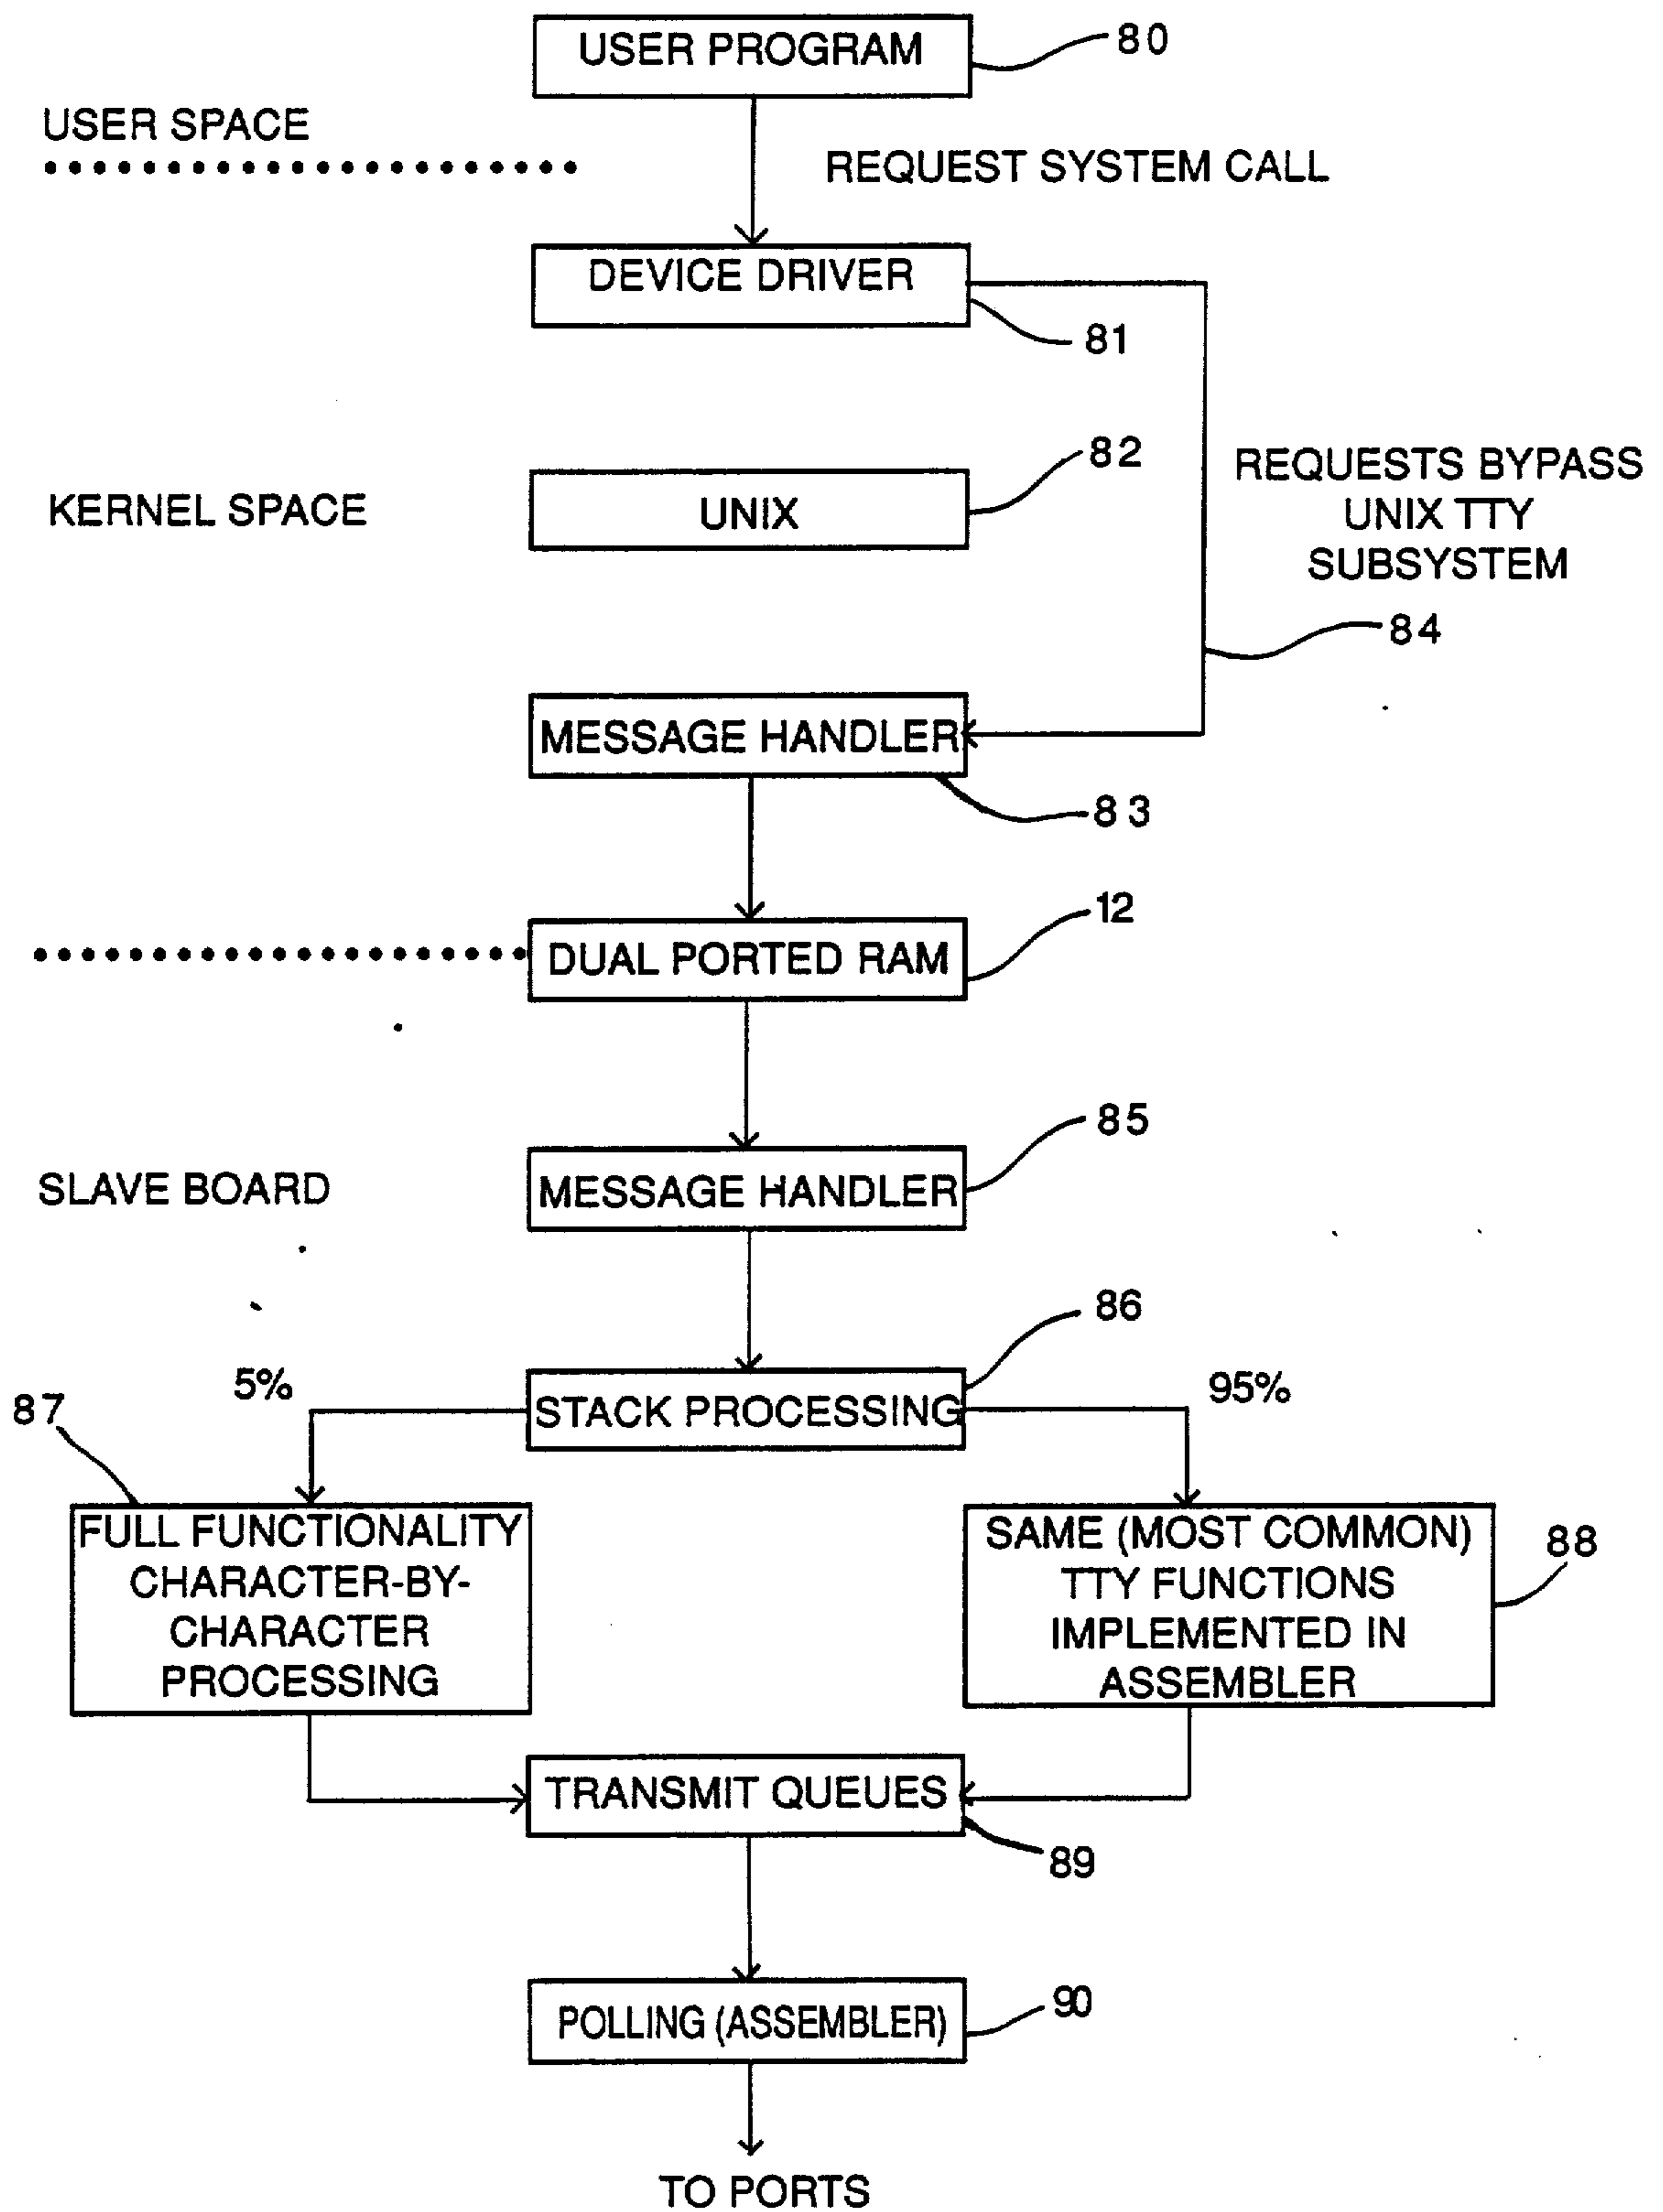 USER PROGRAM
80
USER SPACE
REQUEST SYSTEM CALL
DEVICE DRIVER
81
82
REQUESTS BYPASS
UNIX TTY
SUBSYSTEM
KERNEL SPACE
UNIX
84
MESSAGE HANDLER
83
12
DUAL PORTED RAM
85
SLAVE BOARD
MESSAGE HANDLER
86
5%
95%
87
STACK PROCESSING
FULL FUNCTIONALITY
CHARACTER-BY-
CHARACTER
PROCESSING
SAME (MOST COMMON)
TTY FUNCTIONS
IMPLEMENTED IN
ASSEMBLER
88
TRANSMIT QUEUES
89
POLLING (ASSEMBLER)
90
TO PORTS